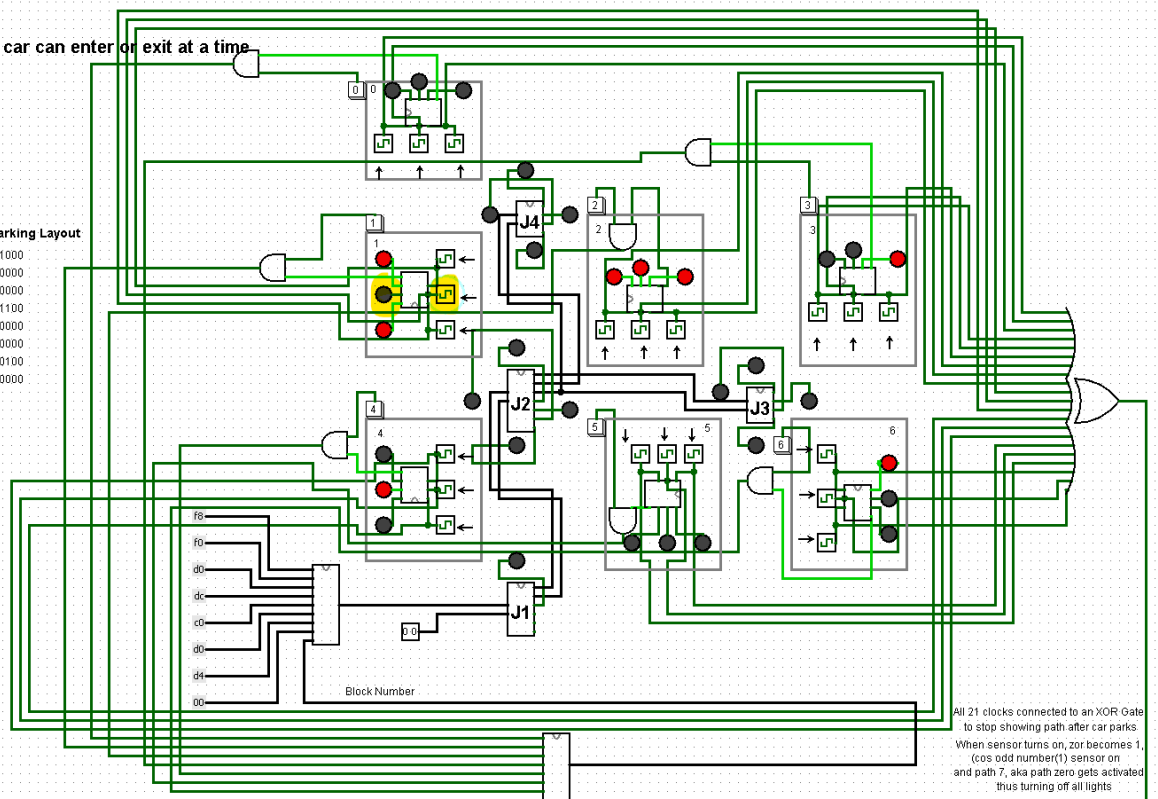 car can enter or exit at a time
0
0
3
3
2
2
J4
1
1
arking Layout
1000
0000
0000
1100
0000
0000
0100
0000
J2
J3
4
4
5
5
6
6
f8
f0
d0
dc
c0
d0
d4
00
J1
0 0
Block Number
All 21 clocks connected to an XOR Gate
to stop showing path after car parks
When sensor turns on, zor becomes 1,
(cos odd number(1) sensor on
and path 7, aka path zero gets activated
thus turning off all lights